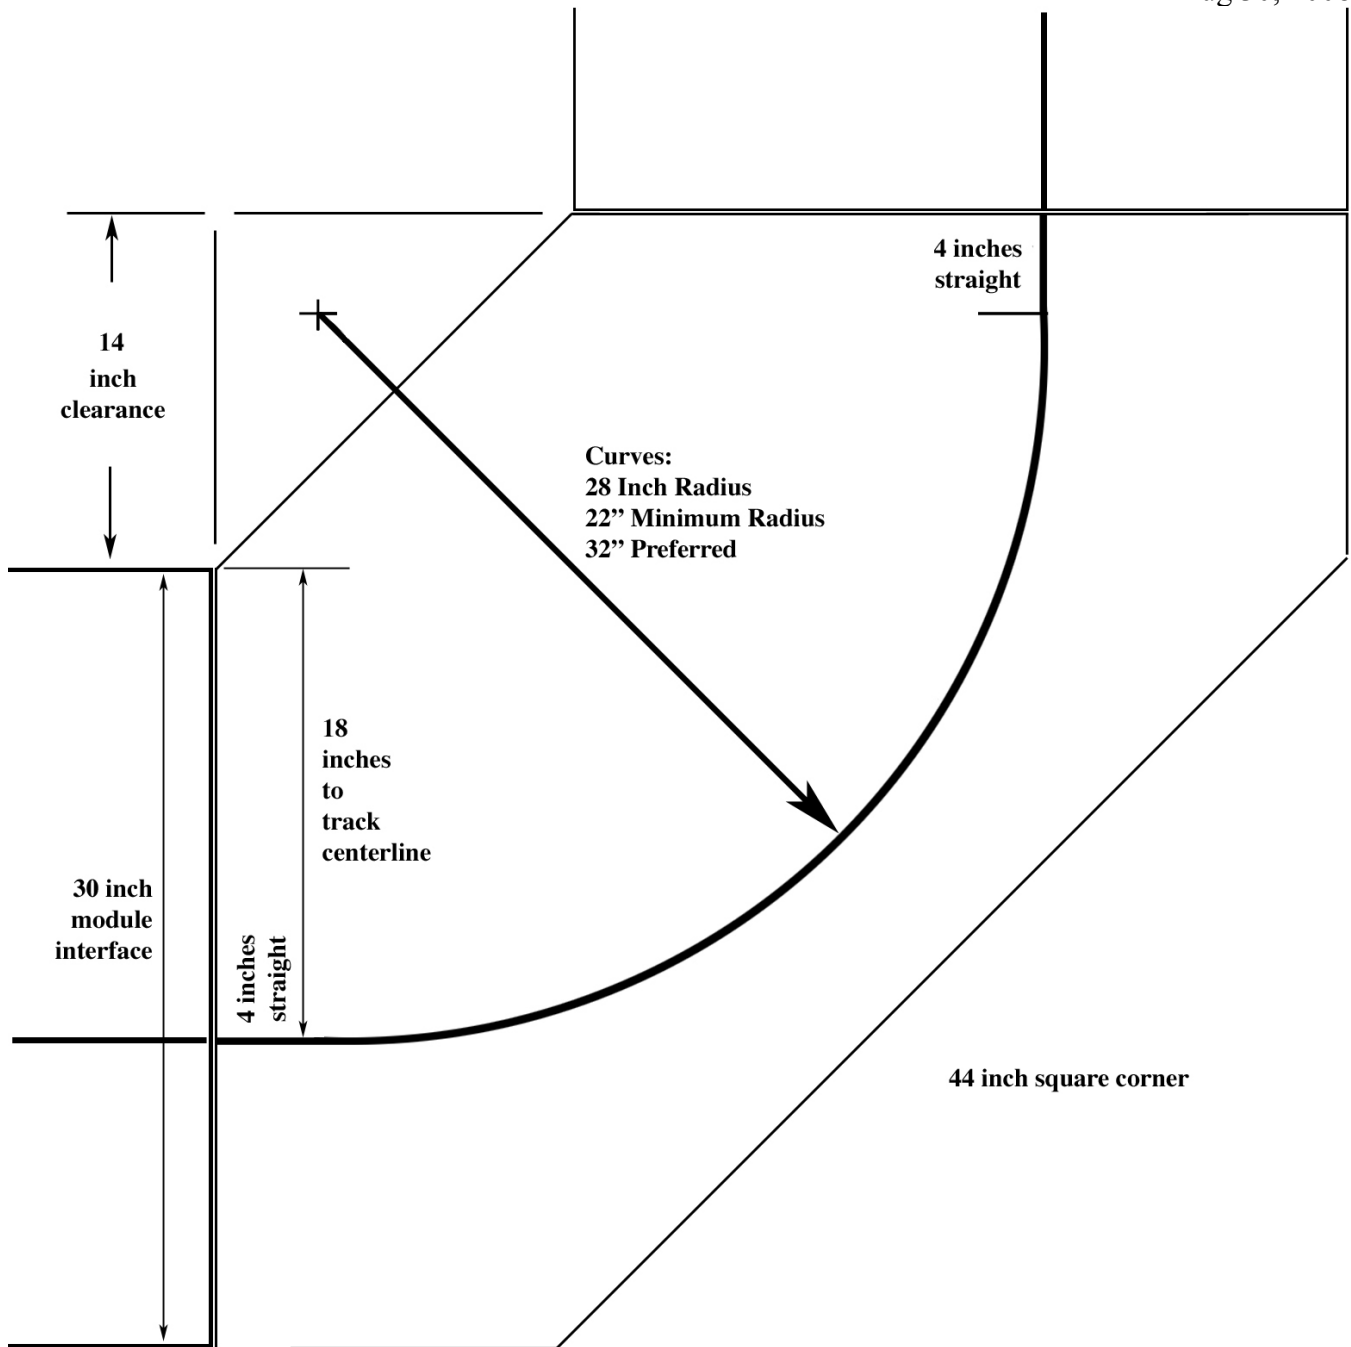 4 inches
straight
14
inch
clearance
Curves:
28 Inch Radius
22” Minimum Radius
32” Preferred
18
inches
to
track
centerline
30 inch
module
interface
4 inches
straight
44 inch square corner